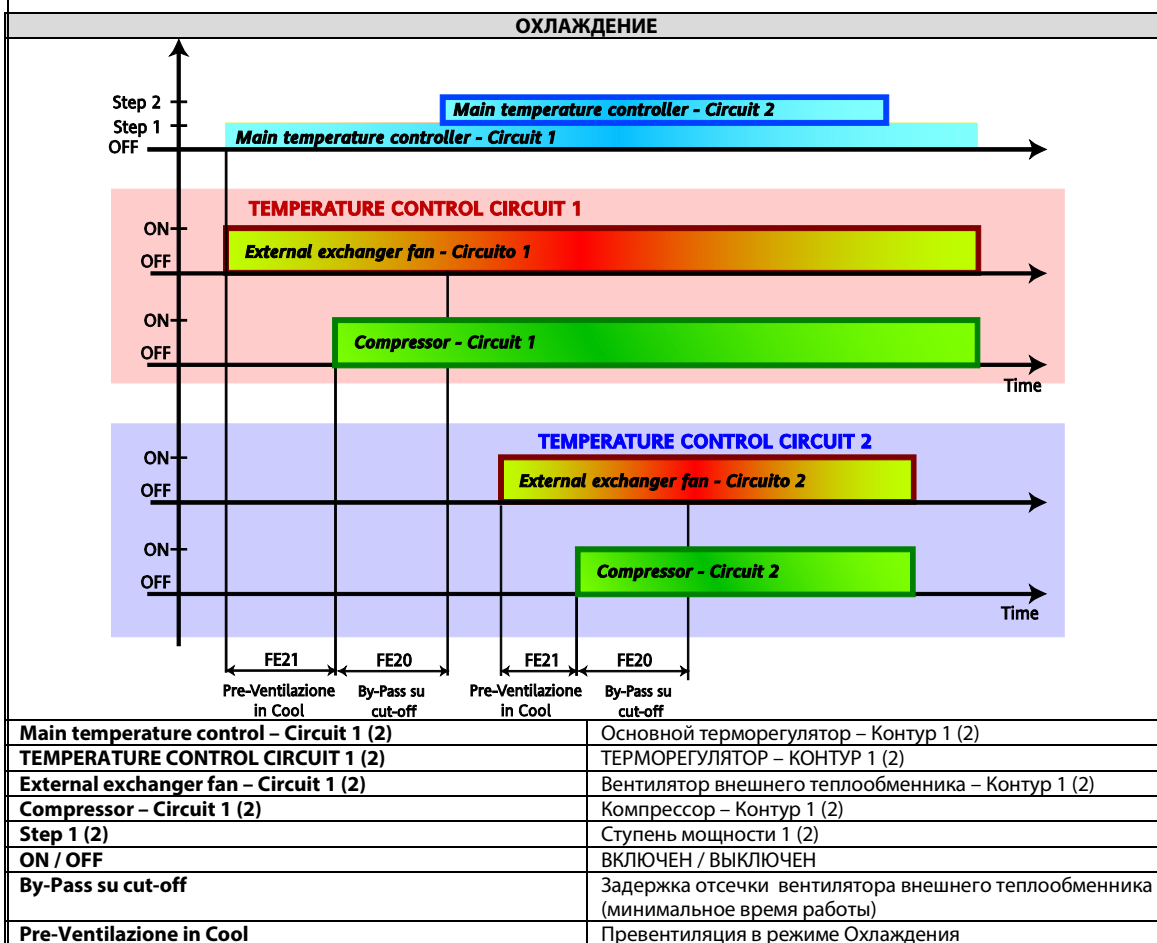 ОХЛАЖДЕНИЕ
Step 2
Main temperature controller - Circuit 2
Step 1
Main temperature controller - Circuit 1
OFF
TEMPERATURE CONTROL CIRCUIT 1
ON
External exchanger fan - Circuito 1
OFF
ON
Compressor - Circuit 1
OFF
Time
TEMPERATURE CONTROL CIRCUIT 2
ON
External exchanger fan - Circuito 2
OFF
ON
Compressor - Circuit 2
OFF
Time
FE21 FE20 FE21 FE20
Pre-Ventilazione By-Pass su Pre-Ventilazione By-Pass su
in Cool cut-off in Cool cut-off
Main temperature control – Circuit 1 (2) Основной терморегулятор – Контур 1 (2)
TEMPERATURE CONTROL CIRCUIT 1 (2) ТЕРМОРЕГУЛЯТОР – КОНТУР 1 (2)
External exchanger fan – Circuit 1 (2) Вентилятор внешнего теплообменника – Контур 1 (2)
Compressor – Circuit 1 (2) Компрессор – Контур 1 (2)
Step 1 (2) Ступень мощности 1 (2)
ON / OFF ВКЛЮЧЕН / ВЫКЛЮЧЕН
By-Pass su cut-off Задержка отсечки вентилятора внешнего теплообменника
(минимальное время работы)
Pre-Ventilazione in Cool Превентиляция в режиме Охлаждения